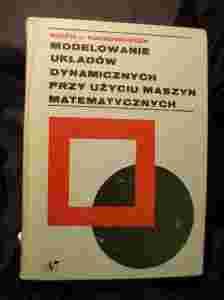 MODELOWANIE
UKŁADÓW
DYNAMICZNYCH
PRZY UŻYCIU MASZYN
MATEMATYCZNYCH